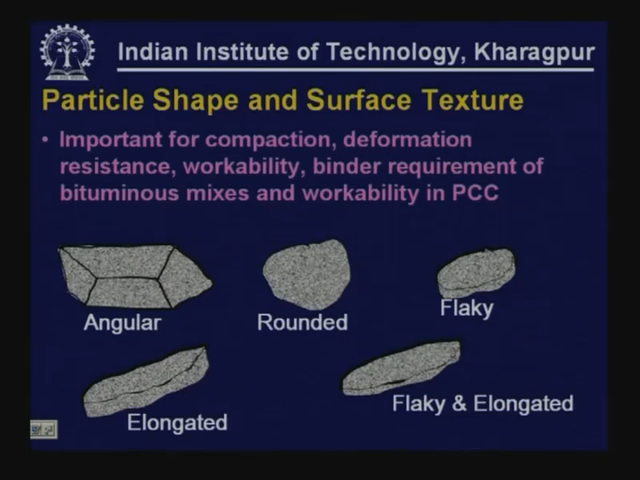 Indian Institute of Technology, Kharagpur
Particle Shape and Surface Texture
• Important for compaction, deformation
resistance, workability, binder requirement of
bituminous mixes and workability in PCC
Angular
Rounded
Flaky
Elongated
Flaky & Elongated